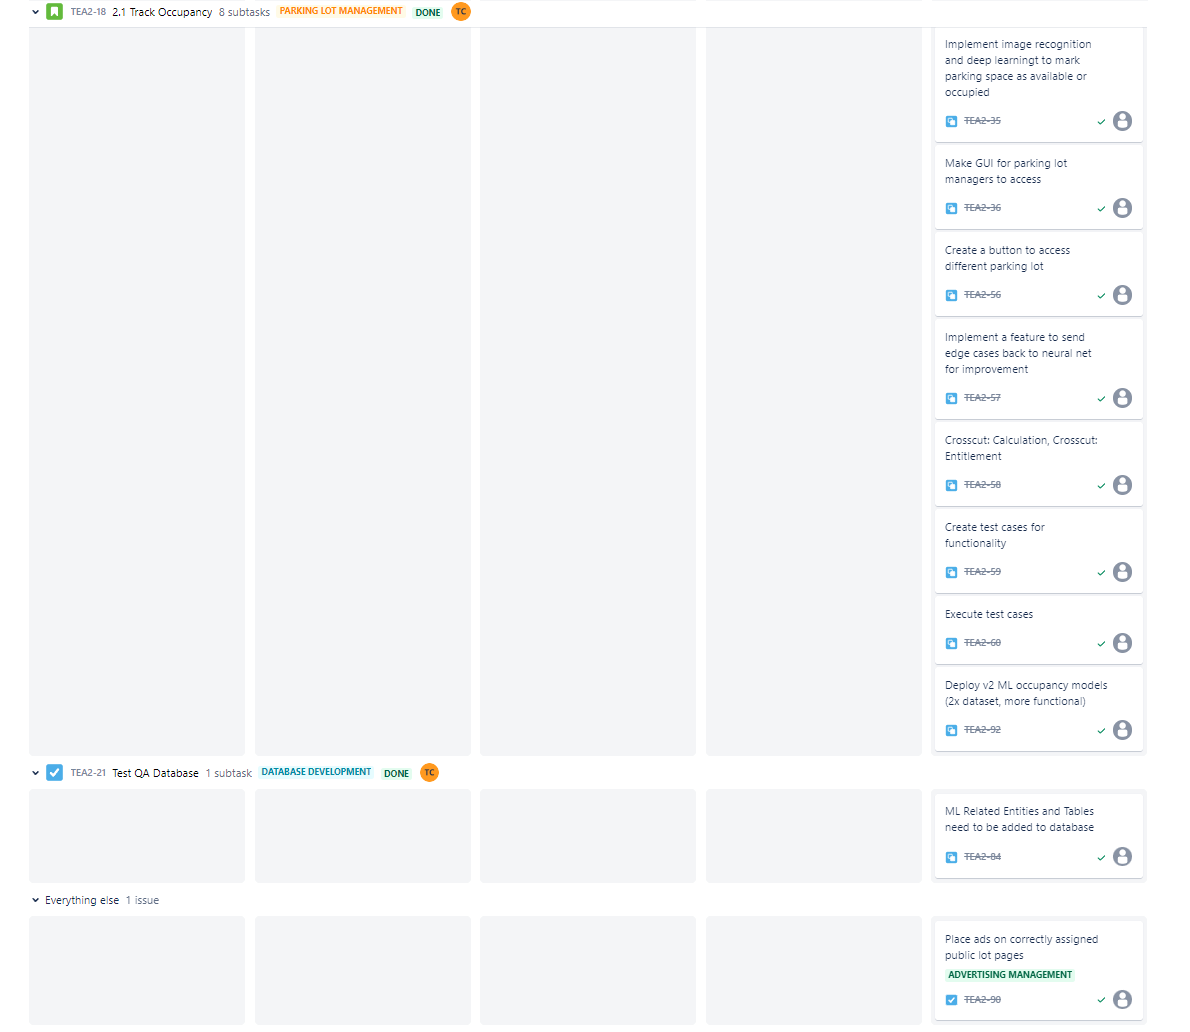 TEA2-18 2.1 Track Occupancy 8 subtasks PARKING LOT MANAGEMENT DONE TC
Implement image recognition
and deep learningt to mark
parking space as available or
occupied
TEA2-35
Make GUI for parking lot
managers to access
TEA2-36
Create a button to access
different parking lot
TEA2-56
Implement a feature to send
edge cases back to neural net
for improvement
TEA2-57
Crosscut: Calculation, Crosscut:
Entitlement
TEA2-58
Create test cases for
functionality
TEA2-59
Execute test cases
TEA2-60
Deploy v2 ML occupancy models
(2x dataset, more functional)
TEA2-92
TEA2-21 Test QA Database 1 subtask DATABASE DEVELOPMENT DONE TC
ML Related Entities and Tables
need to be added to database
TEA2-84
Everything else 1 issue
Place ads on correctly assigned
public lot pages
ADVERTISING MANAGEMENT
TEA2-90